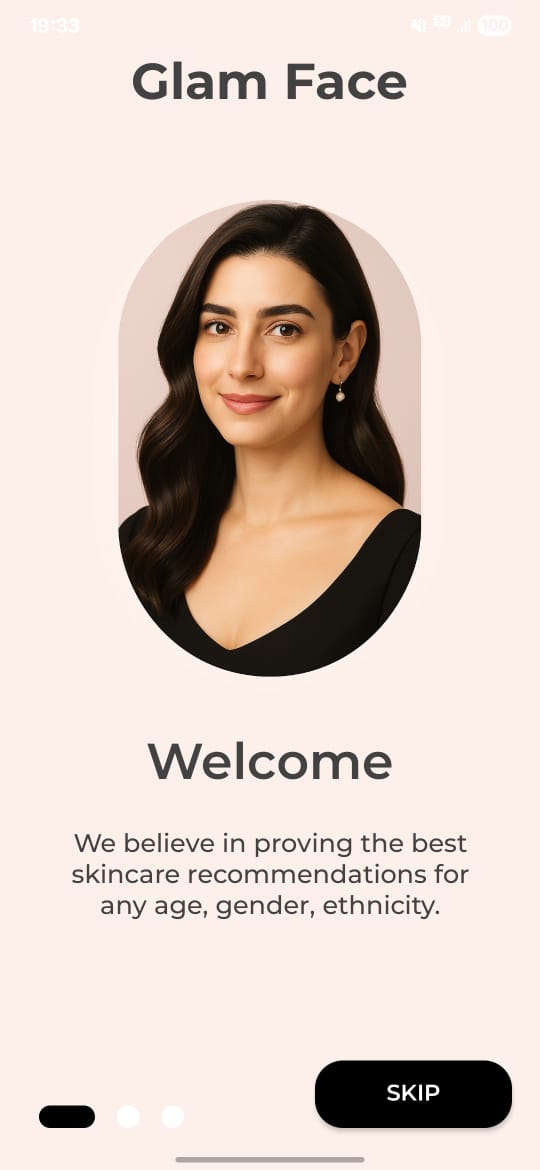 19:33
5G
100
Glam Face
Welcome
We believe in proving the best
skincare recommendations for
any age, gender, ethnicity.
SKIP